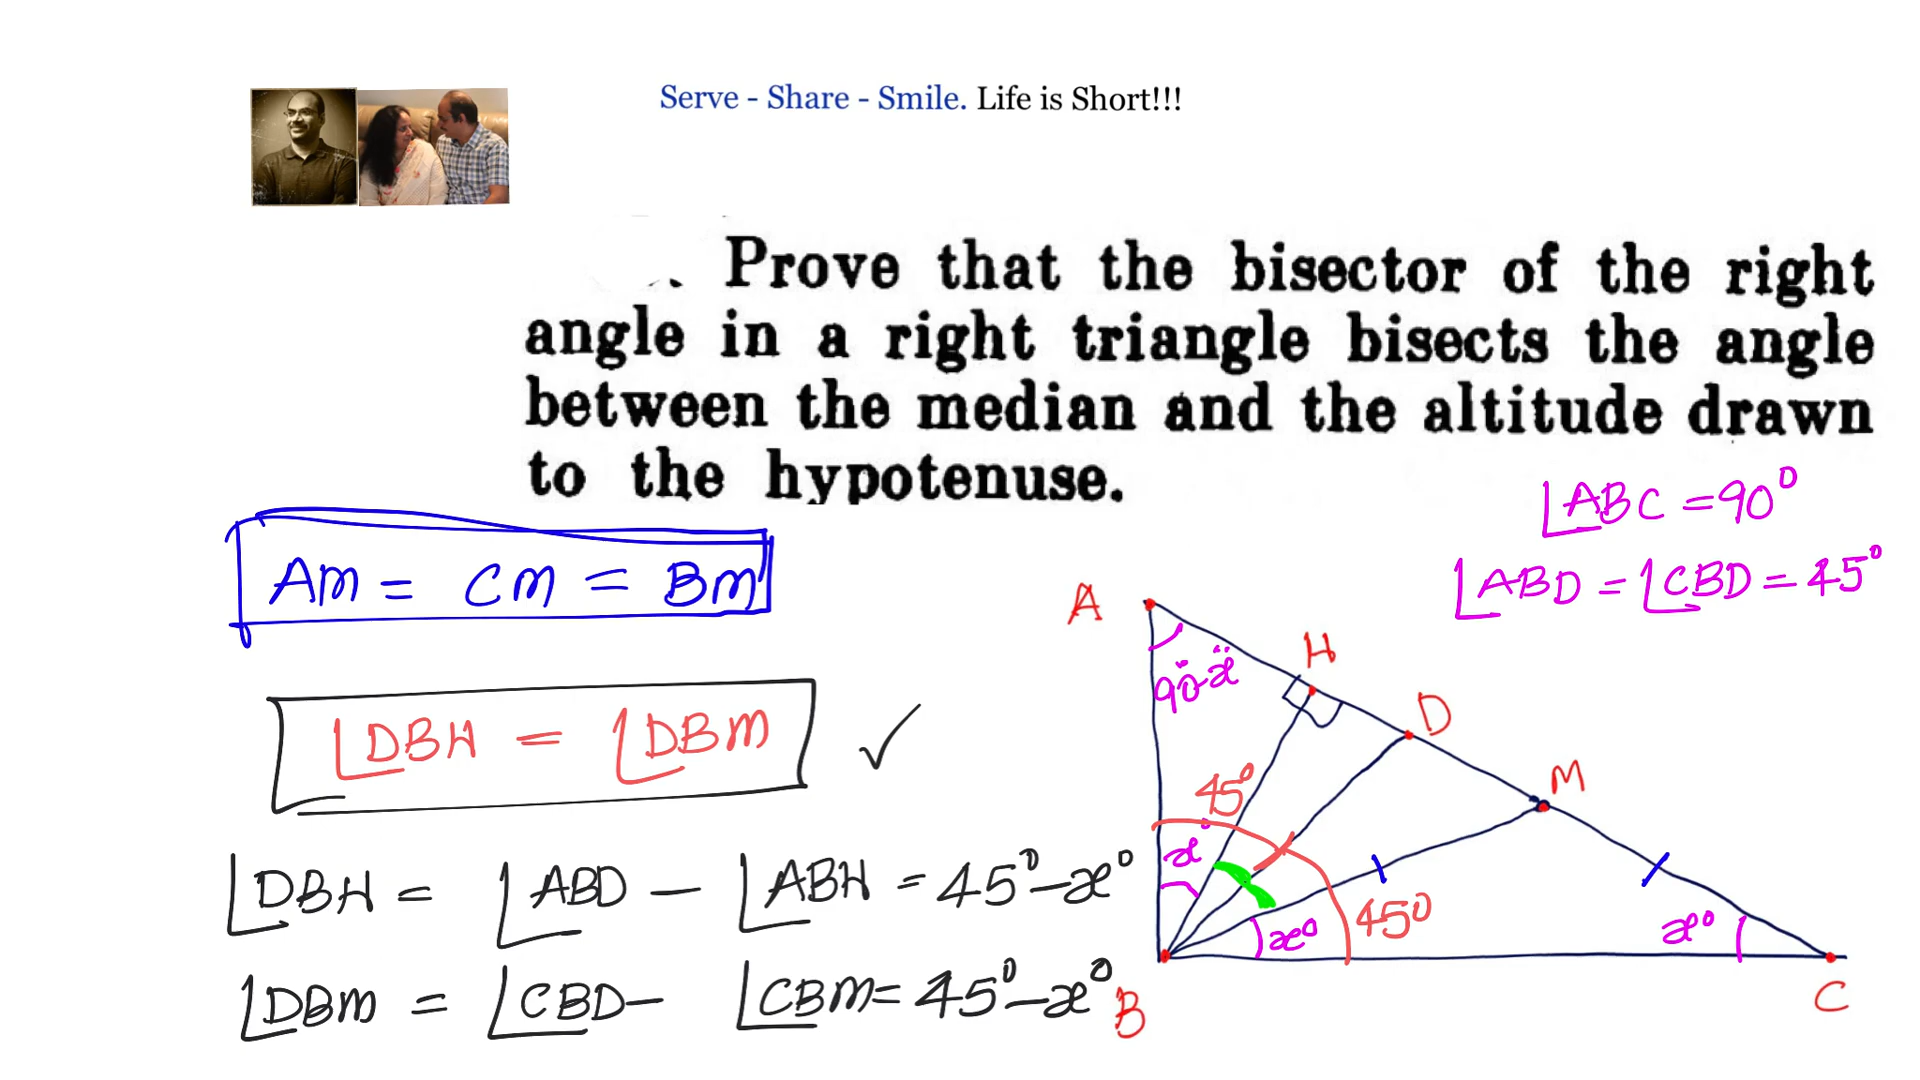 Serve - Share - Smile. Life is Short!!!
Prove that the bisector of the right
angle in a right triangle bisects the angle
between the median and the altitude drawn
to the hypotenuse.
∠ABC = 90°
∠ABD = ∠CBD = 45°
AM = CM = BM
∠DBH = ∠DBM ✓
∠DBH = ∠ABD - ∠ABH = 45° - x°
∠DBM = ∠CBD - ∠CBM = 45° - x°
A
H
90° - x°
D
M
45°
x°
x°
45°
x°
B
C